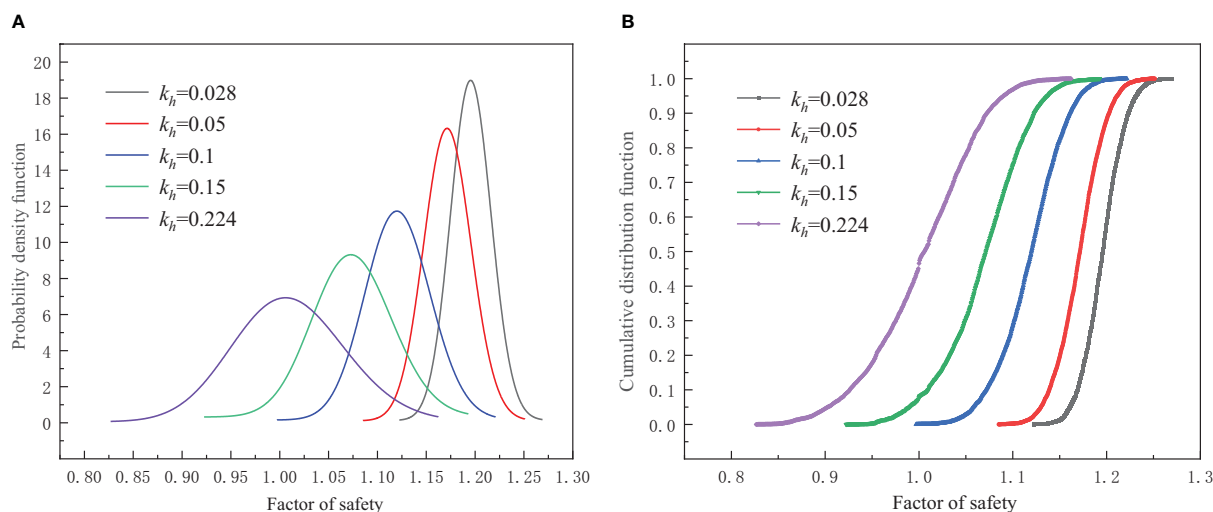 A
20
18
16
14
12
10
8
6
4
2
0
Probability density function
kh=0.028
kh=0.05
kh=0.1
kh=0.15
kh=0.224
0.80 0.85 0.90 0.95 1.00 1.05 1.10 1.15 1.20 1.25 1.30
Factor of safety
B
1.0
0.9
0.8
0.7
0.6
0.5
0.4
0.3
0.2
0.1
0.0
Cumulative distribution function
kh=0.028
kh=0.05
kh=0.1
kh=0.15
kh=0.224
0.8 0.9 1.0 1.1 1.2 1.3
Factor of safety